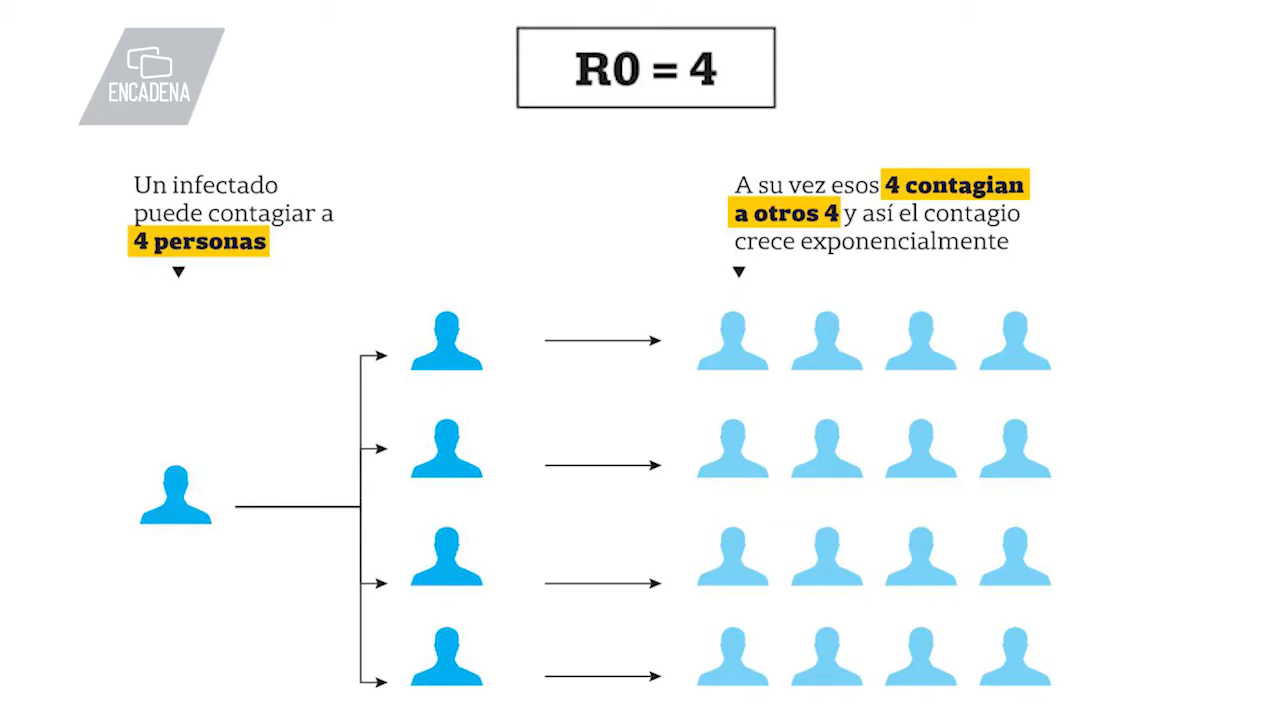 ENCADENA
R0 = 4
Un infectado
puede contagiar a
4 personas
A su vez esos 4 contagian
a otros 4 y así el contagio
crece exponencialmente